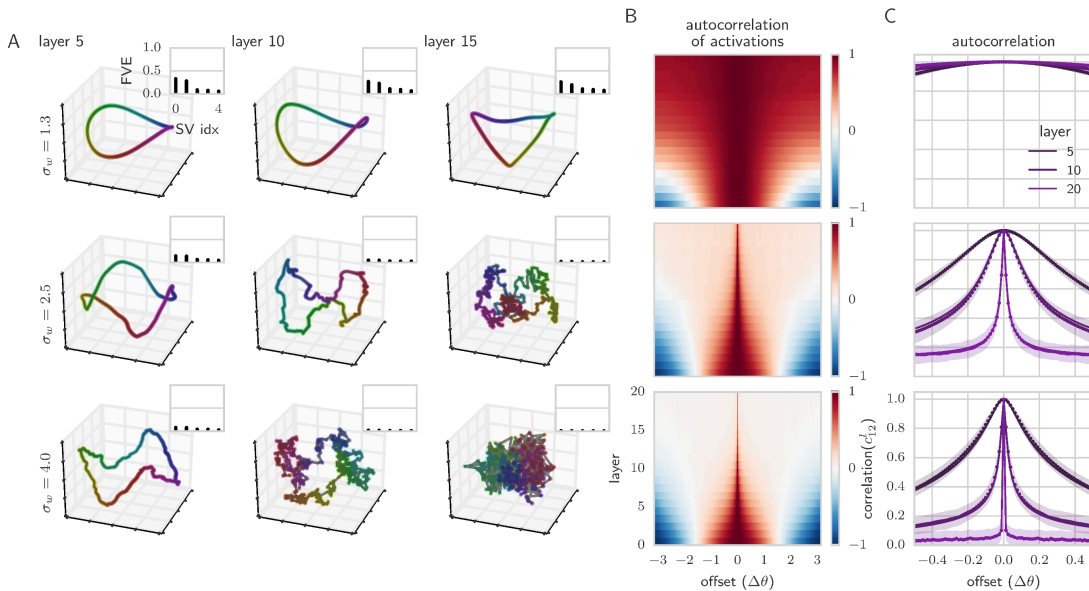 A
layer 5
layer 10
layer 15
FVE
1.0
0.5
0.0
0
4
SV idx
σw = 1.3
σw = 2.5
σw = 4.0
B
autocorrelation
of activations
1
0
−1
1
0
−1
1
0
−1
20
15
10
5
0
layer
−3 −2 −1 0 1 2 3
offset (Δθ)
C
autocorrelation
layer
5
10
20
1.0
0.8
0.6
0.4
0.2
0.0
correlation(c^l_12)
−0.4 −0.2 0.0 0.2 0.4
offset (Δθ)